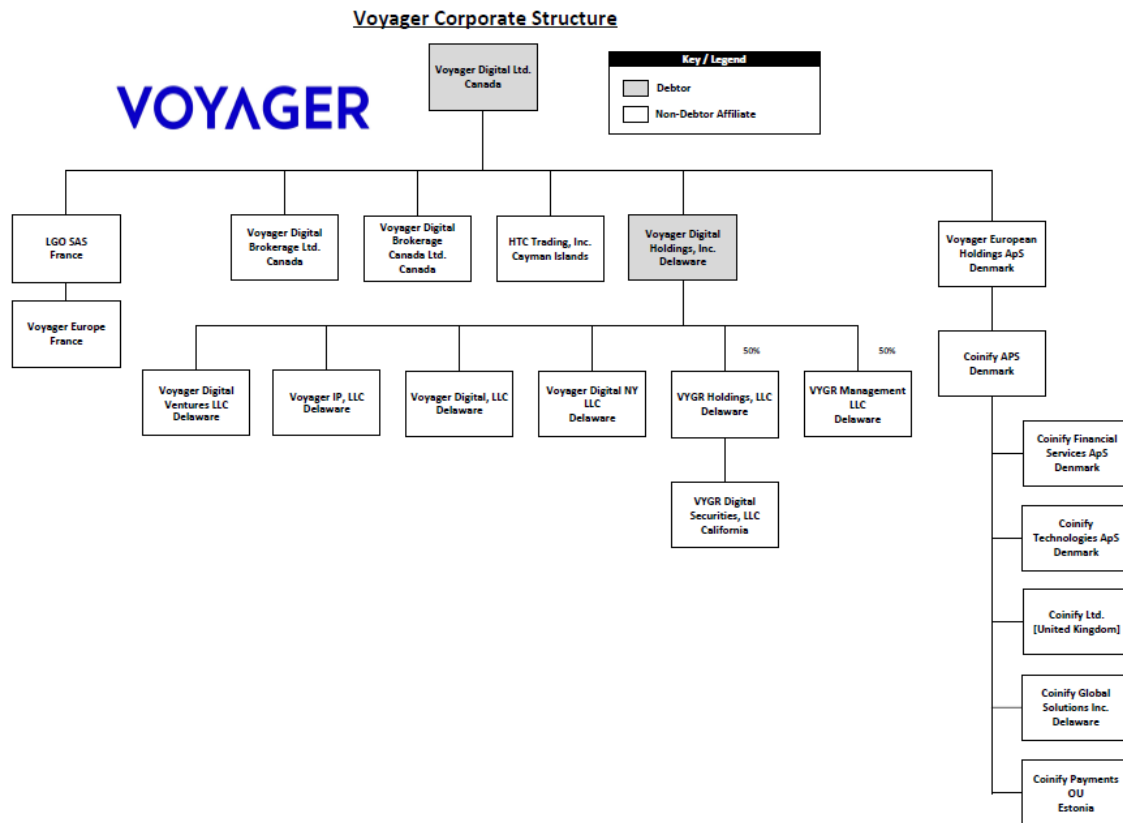 Voyager Corporate Structure
VOYAGER
Voyager Digital Ltd.
Canada
Key / Legend
Debtor
Non-Debtor Affiliate
LGO SAS
France
Voyager Digital
Brokerage Ltd.
Canada
Voyager Digital
Brokerage
Canada Ltd.
Canada
HTC Trading, Inc.
Cayman Islands
Voyager Digital
Holdings, Inc.
Delaware
Voyager European
Holdings ApS
Denmark
Voyager Europe
France
Coinify APS
Denmark
50%
50%
Voyager Digital
Ventures LLC
Delaware
Voyager IP, LLC
Delaware
Voyager Digital, LLC
Delaware
Voyager Digital NY
LLC
Delaware
VYGR Holdings, LLC
Delaware
VYGR Management
LLC
Delaware
VYGR Digital
Securities, LLC
California
Coinify Financial
Services ApS
Denmark
Coinify
Technologies ApS
Denmark
Coinify Ltd.
[United Kingdom]
Coinify Global
Solutions Inc.
Delaware
Coinify Payments
OU
Estonia